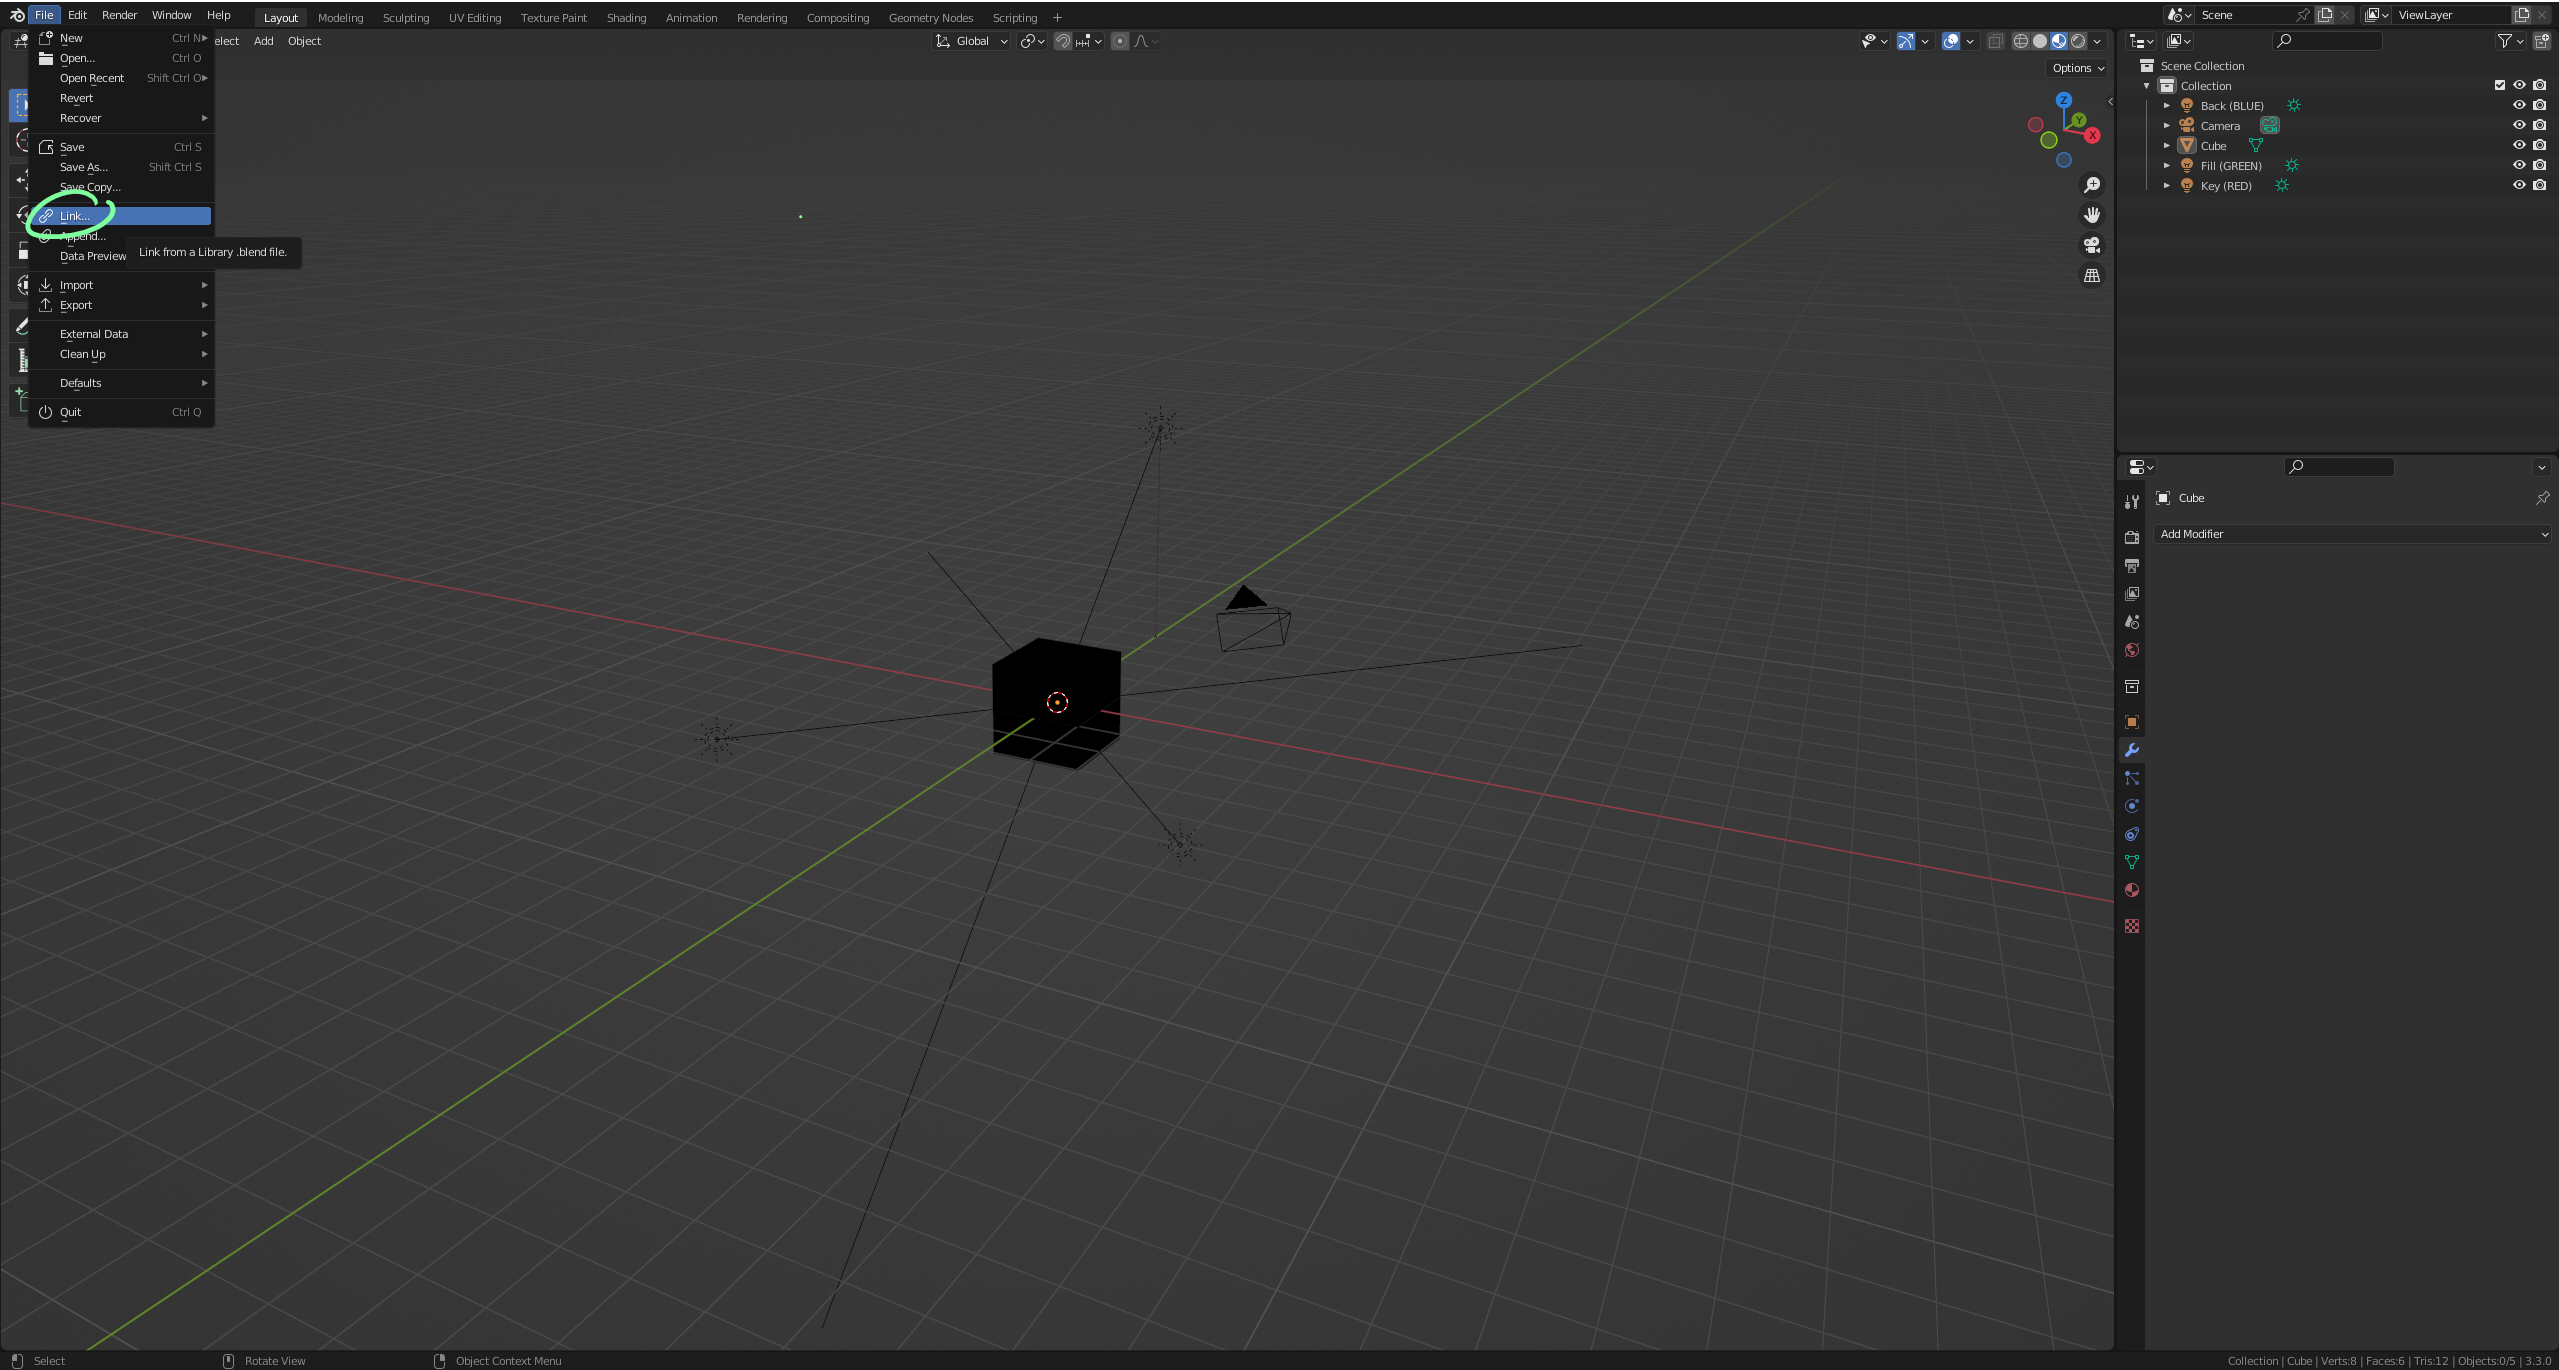 File Edit Render Window Help Layout Modeling Sculpting UV Editing Texture Paint Shading Animation Rendering Compositing Geometry Nodes Scripting + Scene ViewLayer
elect Add Object Global
Options
New Ctrl N
Open... Ctrl O
Open Recent Shift Ctrl O
Revert
Recover
Save Ctrl S
Save As... Shift Ctrl S
Save Copy...
Link...
Append...
Data Preview
Link from a Library .blend file.
Import
Export
External Data
Clean Up
Defaults
Quit Ctrl Q
Z
Y
X
Scene Collection
Collection
Back (BLUE)
Camera
Cube
Fill (GREEN)
Key (RED)
Cube
Add Modifier
Select Rotate View Object Context Menu Collection | Cube | Verts:8 | Faces:6 | Tris:12 | Objects:0/5 | 3.3.0